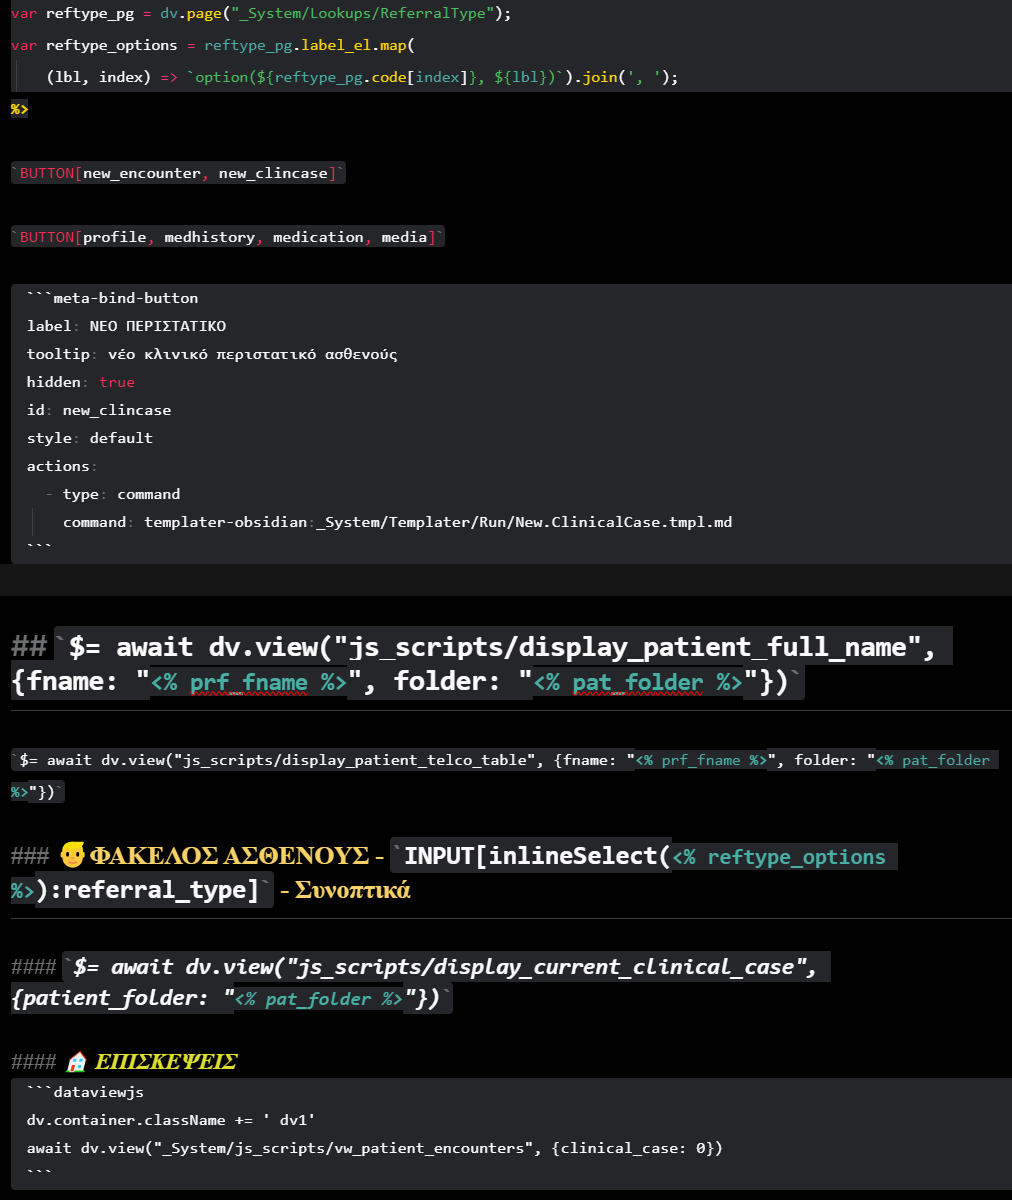 var reftype_pg = dv.page("_System/Lookups/ReferralType");
var reftype_options = reftype_pg.label_el.map(
(lbl, index) => `option(${reftype_pg.code[index]}, ${lbl})`).join(', ');
%>
`BUTTON[new_encounter, new_clincase]`
`BUTTON[profile, medhistory, medication, media]`
```meta-bind-button
label: ΝΕΟ ΠΕΡΙΣΤΑΤΙΚΟ
tooltip: νέο κλινικό περιστατικό ασθενούς
hidden: true
id: new_clincase
style: default
actions:
- type: command
command: templater-obsidian:_System/Templater/Run/New.ClinicalCase.tmpl.md
```
## `$= await dv.view("js_scripts/display_patient_full_name",
{fname: "<% prf_fname %>", folder: "<% pat_folder %>"})`
`$= await dv.view("js_scripts/display_patient_telco_table", {fname: "<% prf_fname %>", folder: "<% pat_folder
%>"})`
### 👱ΦΑΚΕΛΟΣ ΑΣΘΕΝΟΥΣ - `INPUT[inlineSelect(<% reftype_options
%>):referral_type]` - Συνοπτικά
#### `$= await dv.view("js_scripts/display_current_clinical_case",
{patient_folder: "<% pat_folder %>"})`
#### 🏠 ΕΠΙΣΚΕΨΕΙΣ
```dataviewjs
dv.container.className += ' dv1'
await dv.view("_System/js_scripts/vw_patient_encounters", {clinical_case: 0})
```